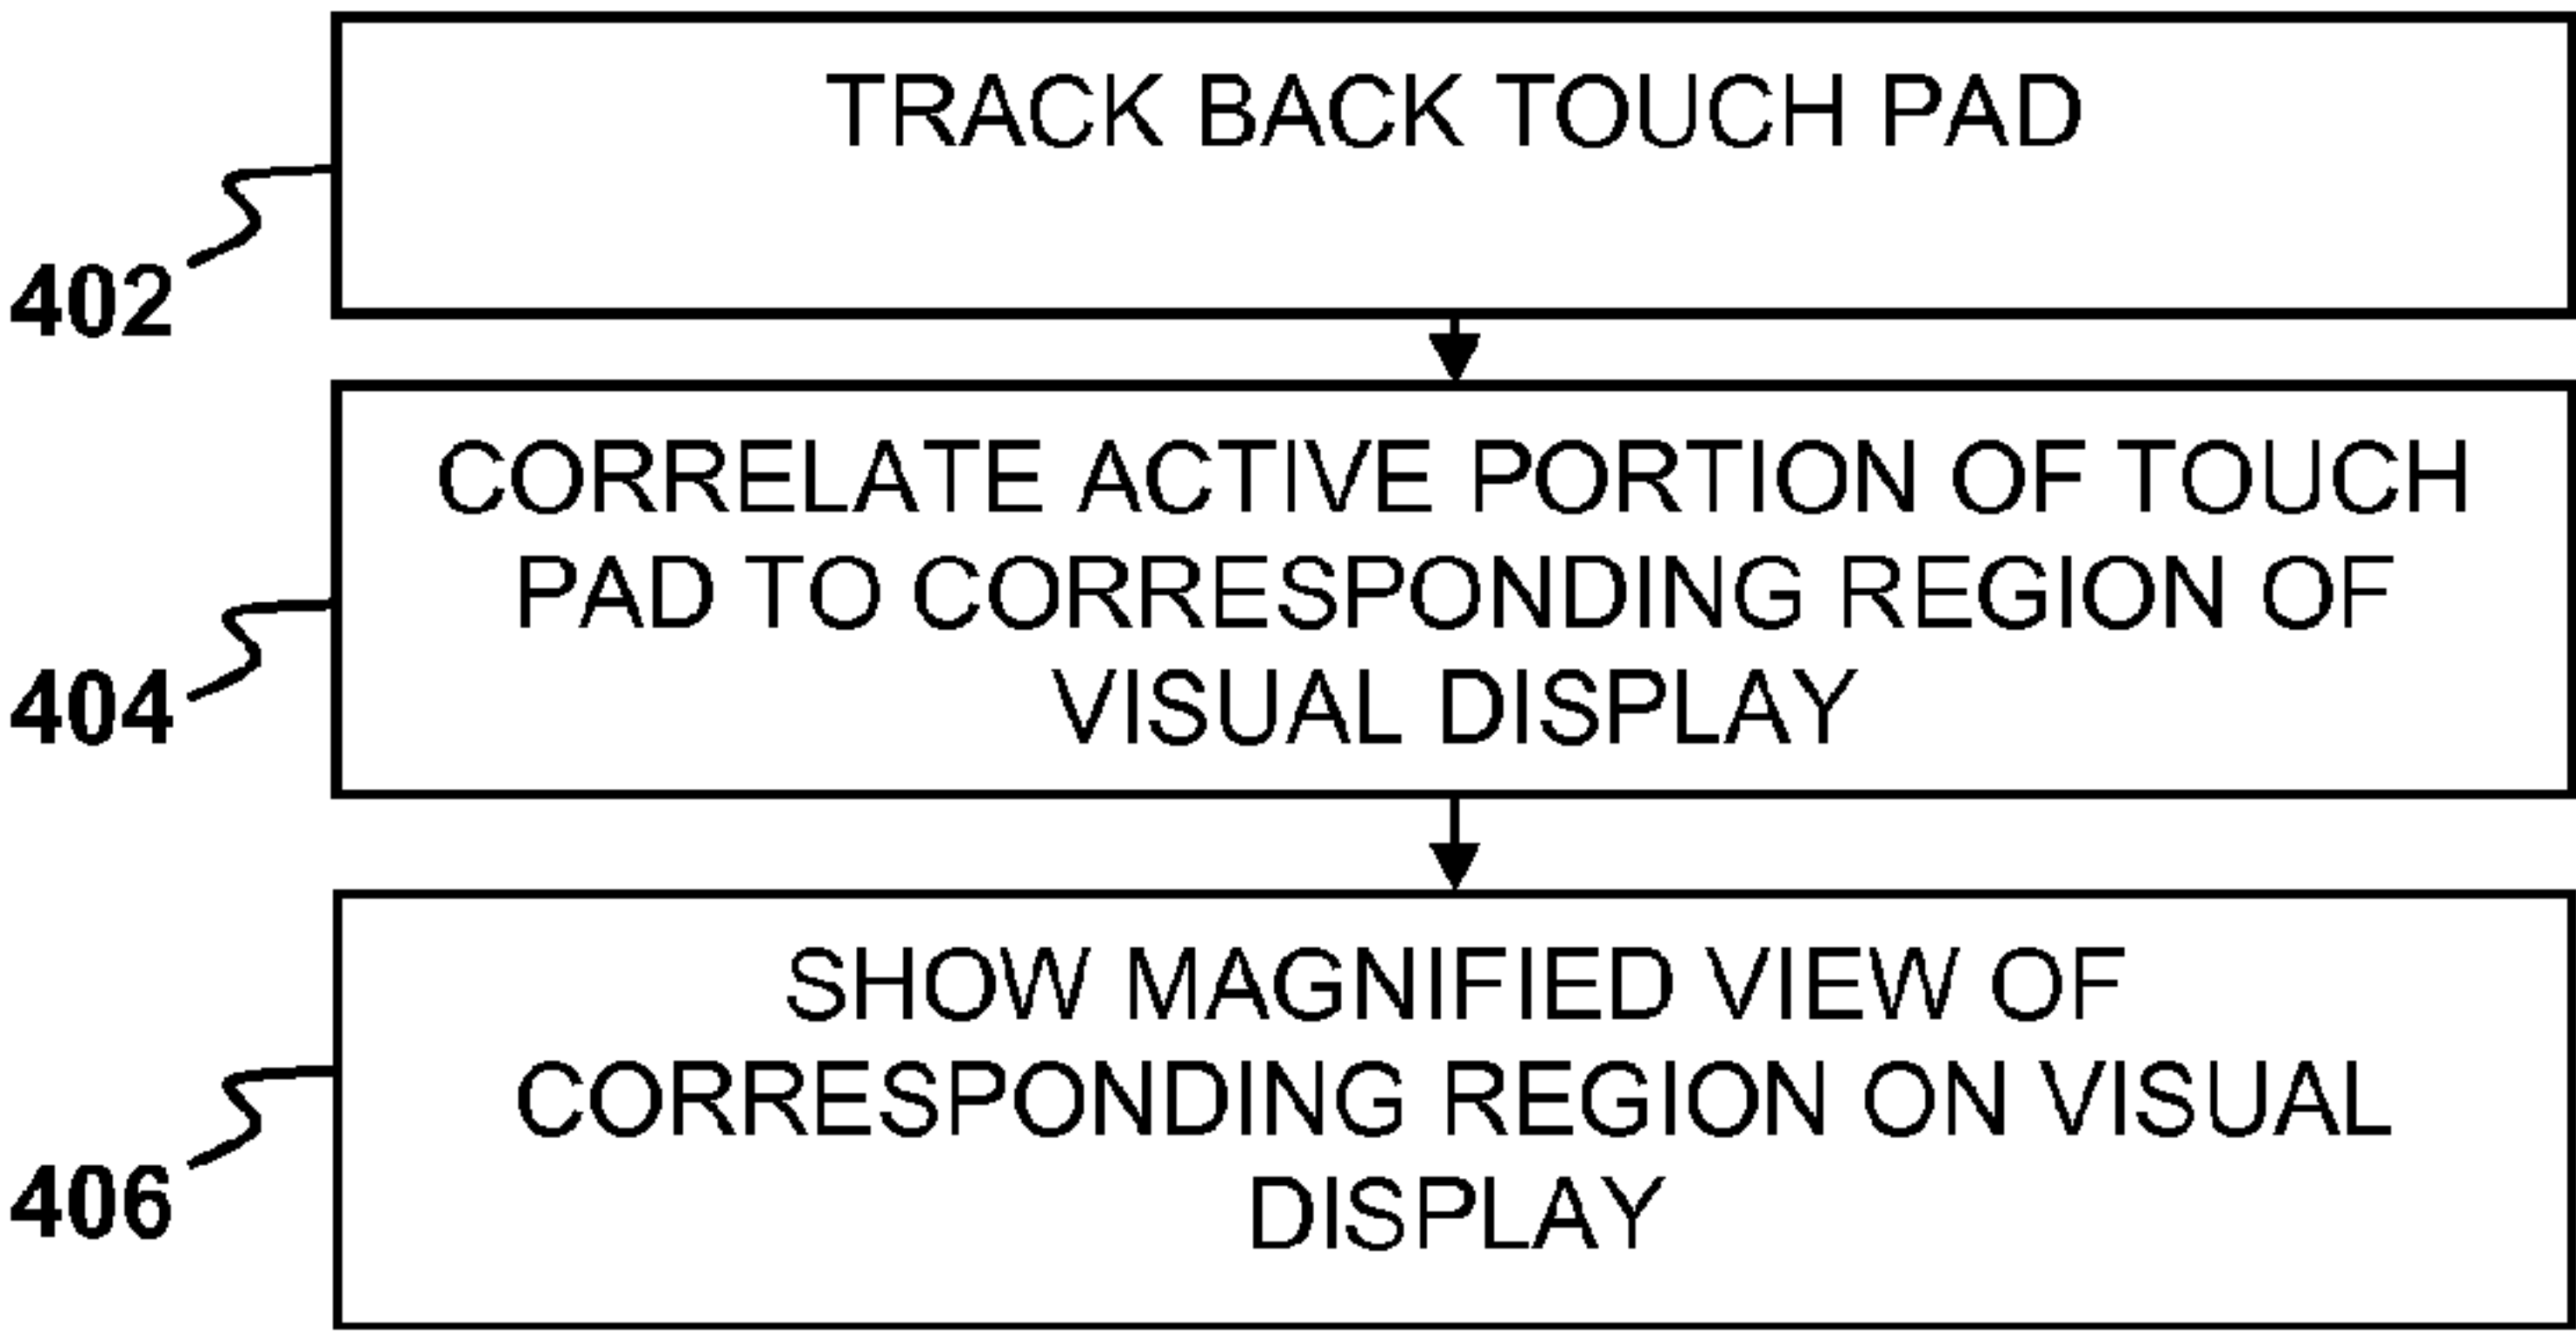 TRACK BACK TOUCH PAD
402
CORRELATE ACTIVE PORTION OF TOUCH
PAD TO CORRESPONDING REGION OF
VISUAL DISPLAY
404
SHOW MAGNIFIED VIEW OF
CORRESPONDING REGION ON VISUAL
DISPLAY
406